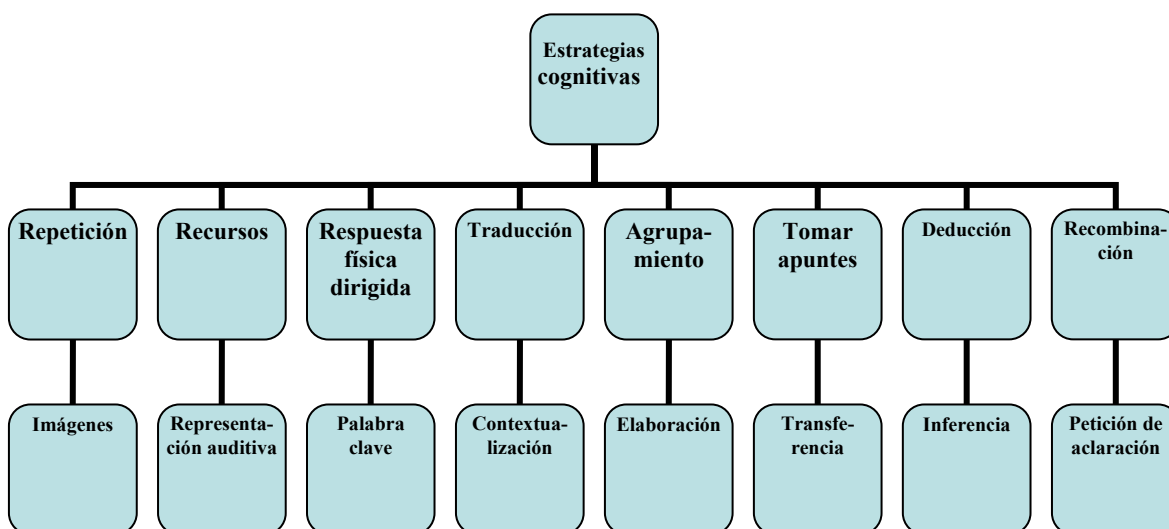 Estrategias
cognitivas
Repetición
Recursos
Respuesta
física
dirigida
Traducción
Agrupa-
miento
Tomar
apuntes
Deducción
Recombina-
ción
Imágenes
Representa-
ción auditiva
Palabra
clave
Contextua-
lización
Elaboración
Transfe-
rencia
Inferencia
Petición de
aclaración